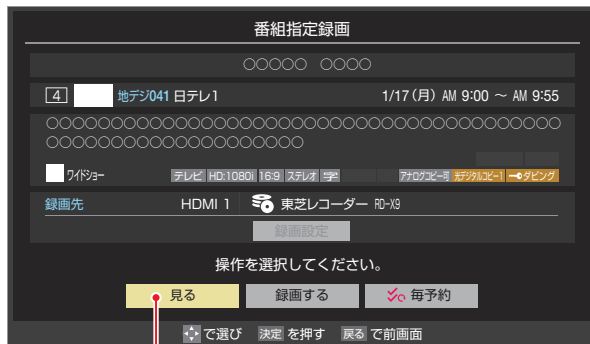 番組指定録画
○○○○○ ○○○○
4 地デジ041 日テレ1 1/17(月) AM 9:00 ～ AM 9:55
○○○○○○○○○○○○○○○○○○○○○○○○○○○○○○○○
○○○○○○○○○○○○○○○○
ワイドショー テレビ HD:1080i 16:9 ステレオ 字 アナログコピー可 光デジタルコピー1 ダビング
録画先 HDMI 1 東芝レコーダー RD-X9
録画設定
操作を選択してください。
見る 録画する 毎予約
で選び 決定 を押す 戻る で前画面